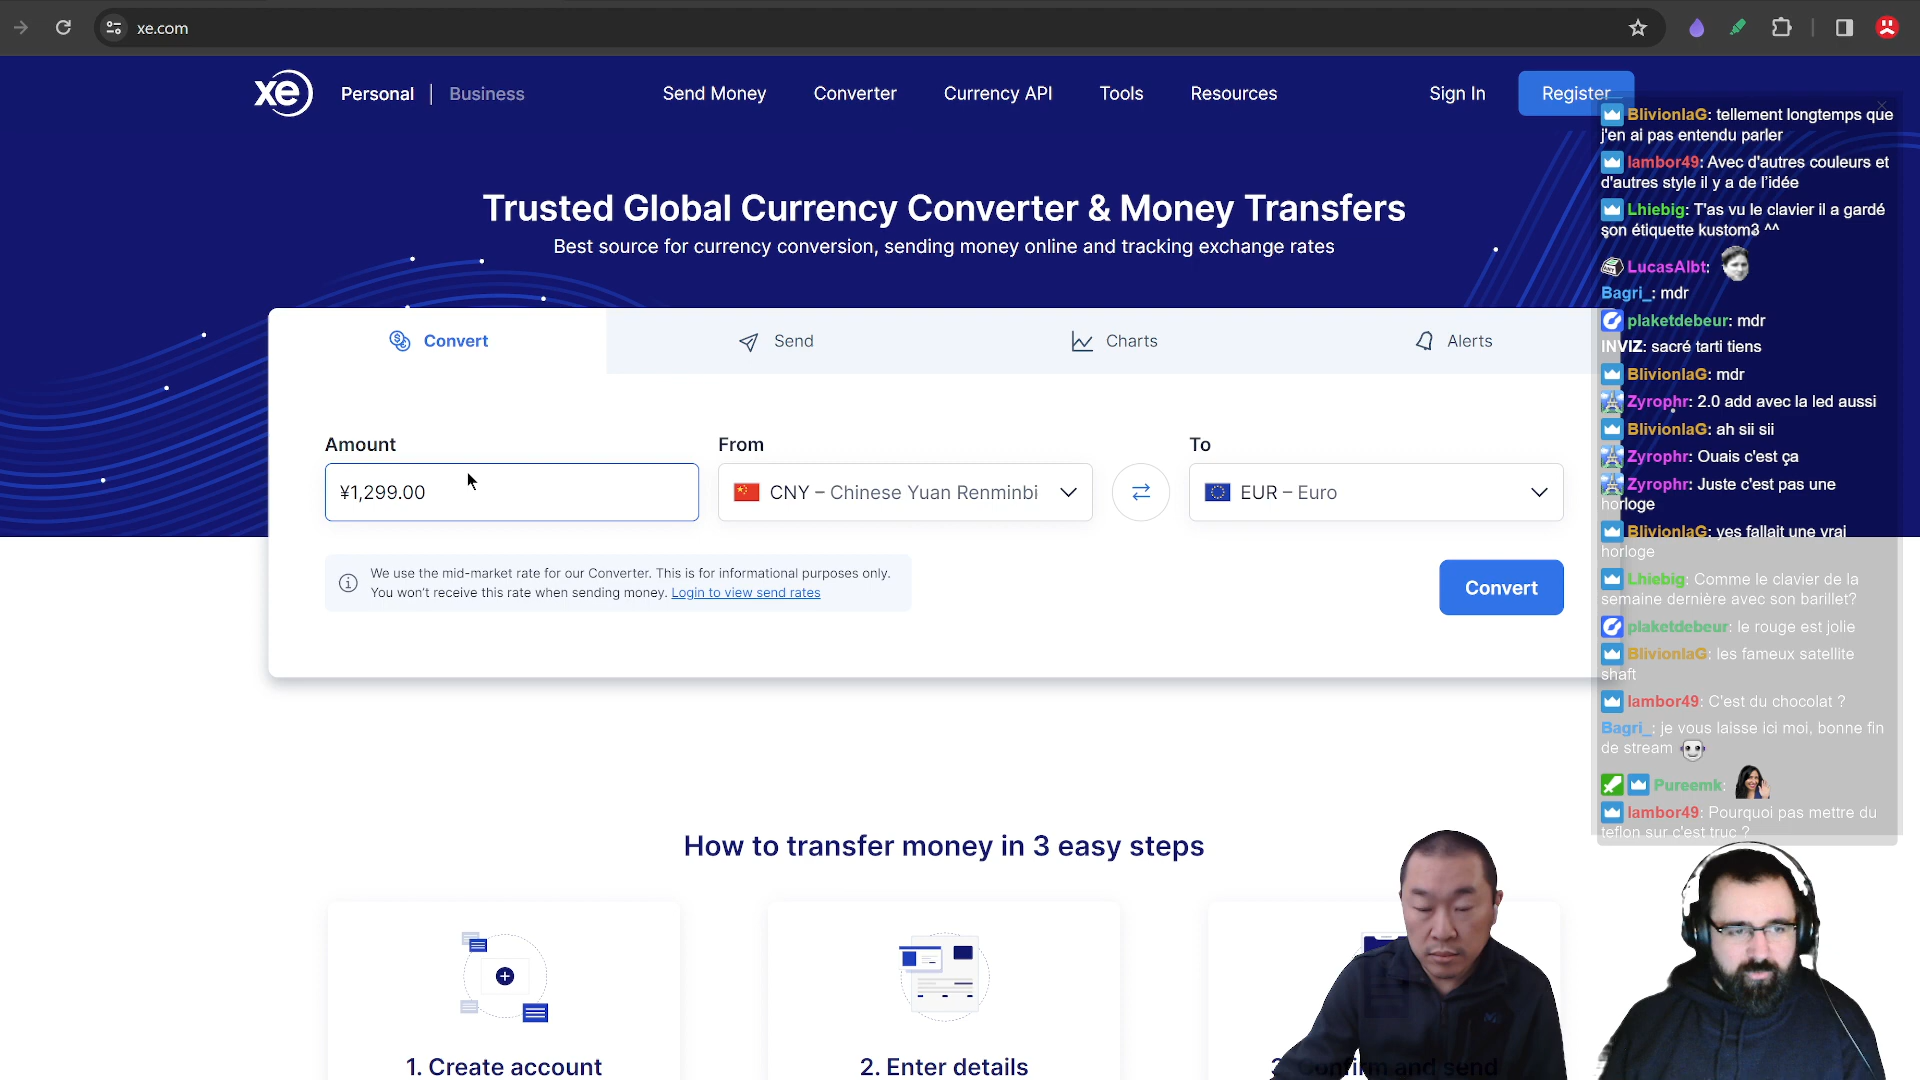 xe.com
xe
Personal | Business
Send Money
Converter
Currency API
Tools
Resources
Sign In
Register
Trusted Global Currency Converter & Money Transfers
Best source for currency conversion, sending money online and tracking exchange rates
Convert
Send
Charts
Alerts
Amount
From
To
¥1,299.00
CNY – Chinese Yuan Renminbi
EUR – Euro
We use the mid-market rate for our Converter. This is for informational purposes only.
You won't receive this rate when sending money. Login to view send rates
Convert
How to transfer money in 3 easy steps
1. Create account
2. Enter details
3. Confirm and send
BlivionlaG: tellement longtemps que
j'en ai pas entendu parler
lambor49: Avec d'autres couleurs et
d'autres style il y a de l'idée
Lhiebig: T'as vu le clavier il a gardé
son étiquette kustom3 ^^
LucasAlbt:
Bagri_: mdr
plaketdebeur: mdr
INVIZ: sacré tarti tiens
BlivionlaG: mdr
Zyrophr: 2.0 add avec la led aussi
BlivionlaG: ah sii sii
Zyrophr: Ouais c'est ça
Zyrophr: Juste c'est pas une
horloge
BlivionlaG: yes fallait une vrai
horloge
Lhiebig: Comme le clavier de la
semaine dernière avec son barillet?
plaketdebeur: le rouge est jolie
BlivionlaG: les fameux satellite
shaft
lambor49: C'est du chocolat ?
Bagri_: je vous laisse ici moi, bonne fin
de stream
Pureemk:
lambor49: Pourquoi pas mettre du
teflon sur c'est truc ?